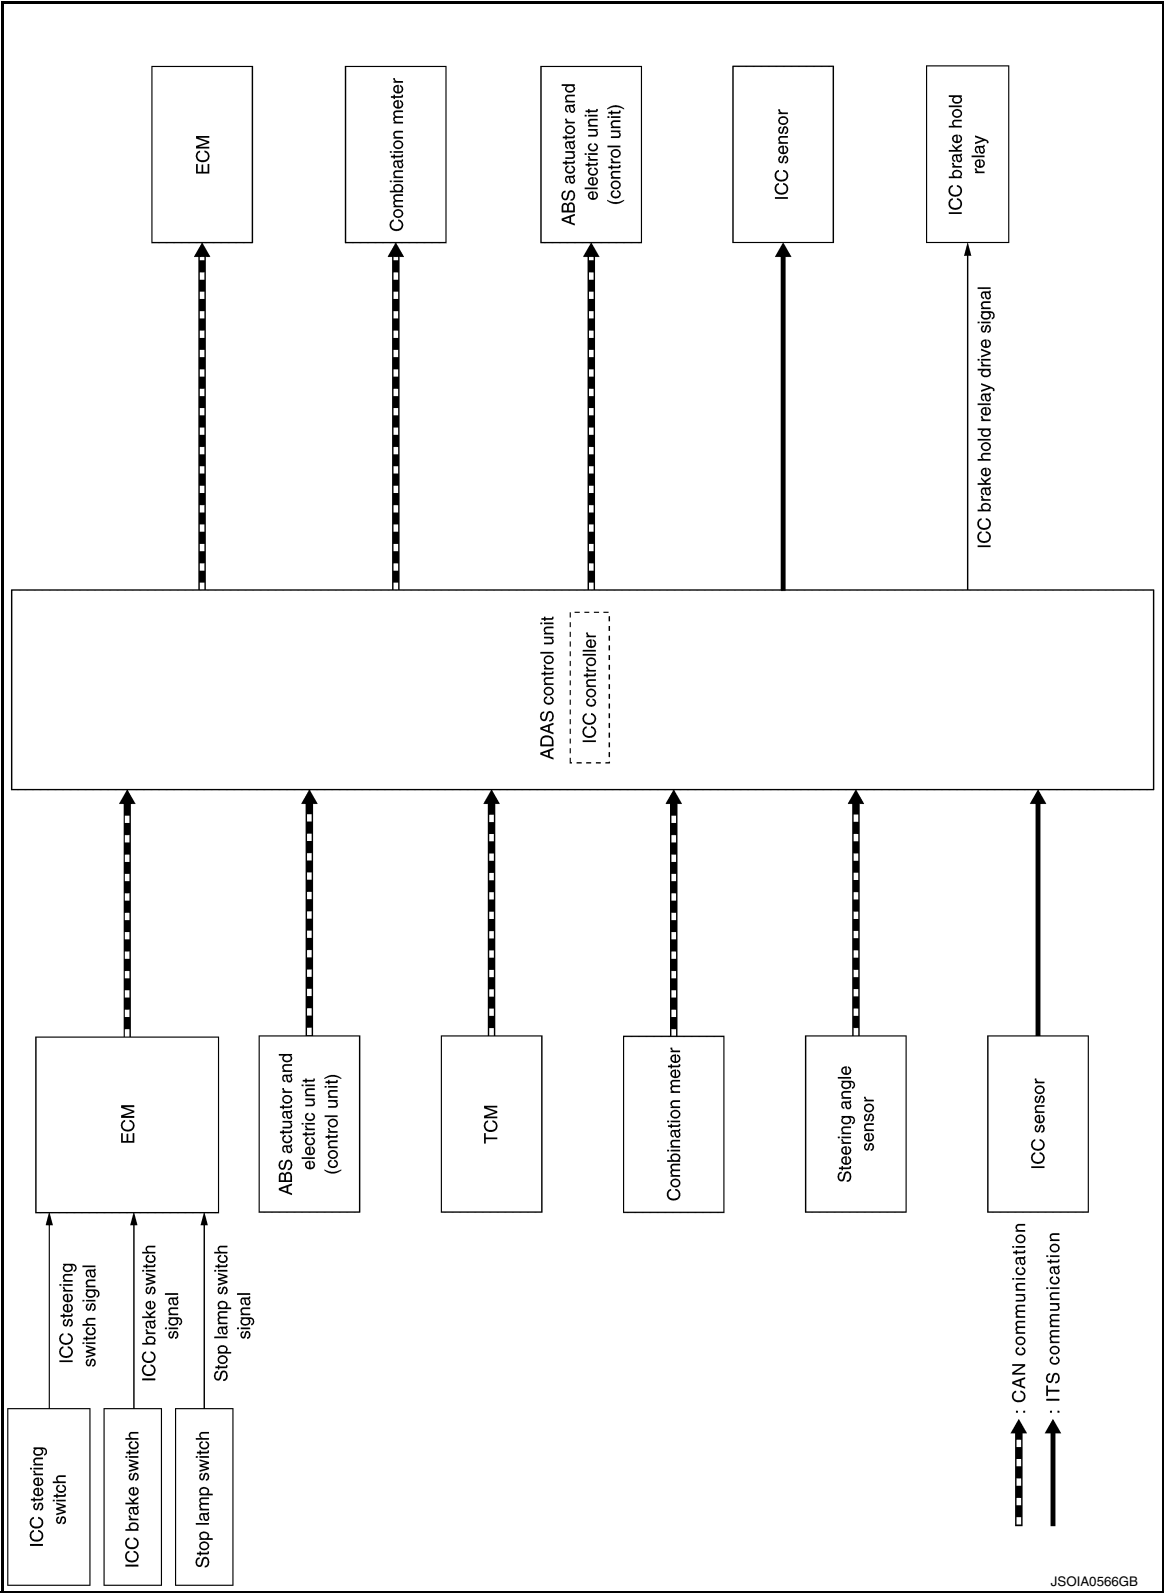 ICC steering
switch
ICC brake switch
Stop lamp switch
ICC steering
switch signal
ICC brake switch
signal
Stop lamp switch
signal
ECM
ABS actuator and
electric unit
(control unit)
TCM
Combination meter
Steering angle
sensor
ICC sensor
ADAS control unit
ICC controller
ECM
Combination meter
ABS actuator and
electric unit
(control unit)
ICC sensor
ICC brake hold relay drive signal
ICC brake hold
relay
: CAN communication
: ITS communication
JSOIA0566GB